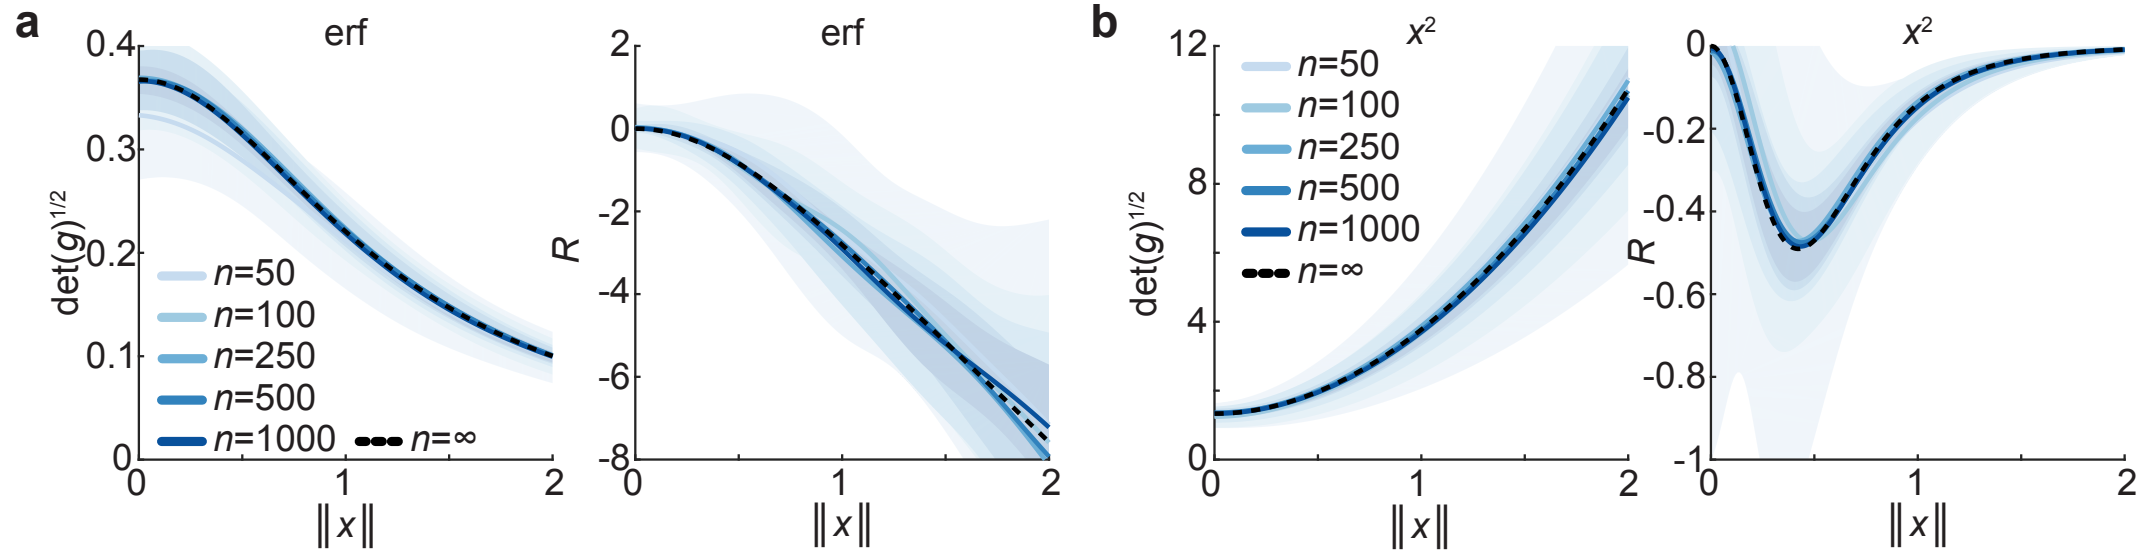 a
erf
0.4
0.3
0.2
0.1
0
det(g)^1/2
n=50
n=100
n=250
n=500
n=1000
n=∞
0
1
2
‖x‖
erf
2
0
-2
-4
-6
-8
R
0
1
2
‖x‖
b
x²
12
8
4
0
det(g)^1/2
n=50
n=100
n=250
n=500
n=1000
n=∞
0
1
2
‖x‖
x²
0
-0.2
-0.4
-0.6
-0.8
-1
R
0
1
2
‖x‖